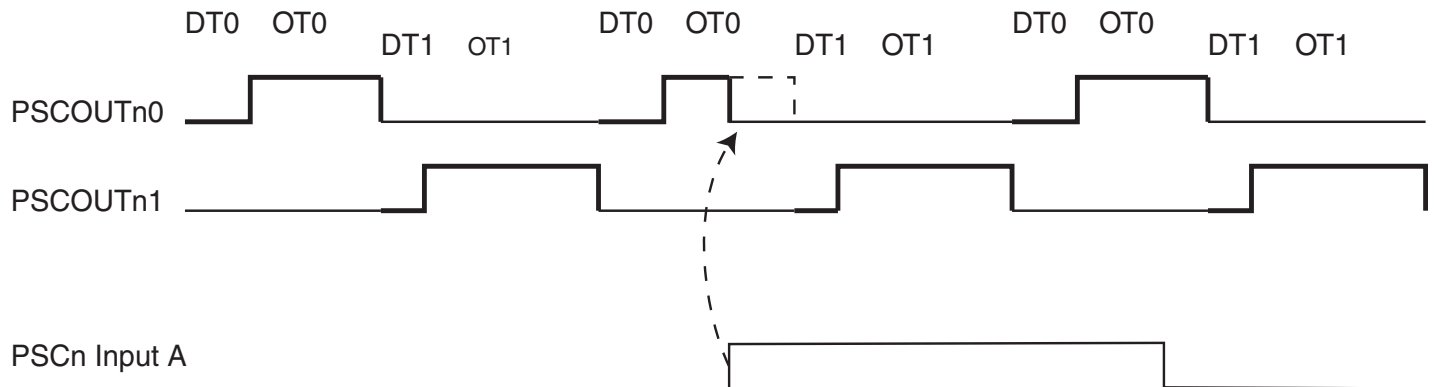 DT0 OT0 DT0 OT0 DT0 OT0
DT1 OT1 DT1 OT1 DT1 OT1
PSCOUTn0
PSCOUTn1
PSCn Input A